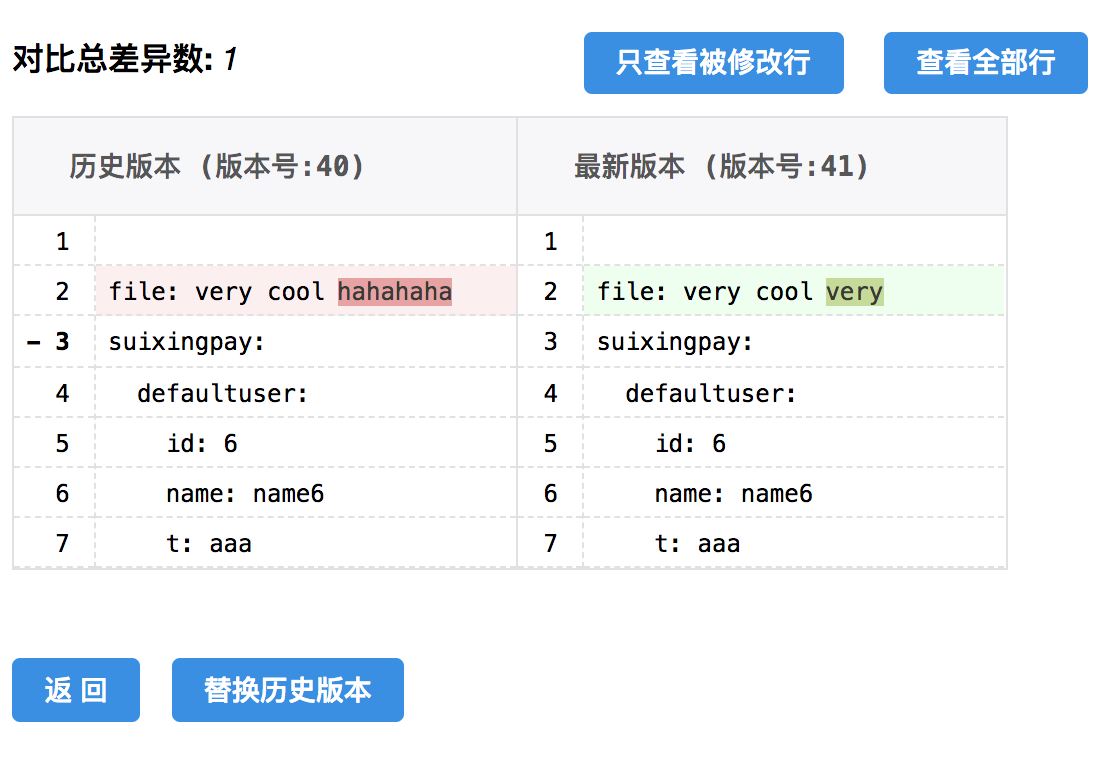 对比总差异数: 1 只查看被修改行 查看全部行
历史版本 (版本号:40) 最新版本 (版本号:41)
1 1
2 file: very cool hahahaha 2 file: very cool very
- 3 suixingpay: 3 suixingpay:
4 defaultuser: 4 defaultuser:
5 id: 6 5 id: 6
6 name: name6 6 name: name6
7 t: aaa 7 t: aaa
返 回 替换历史版本